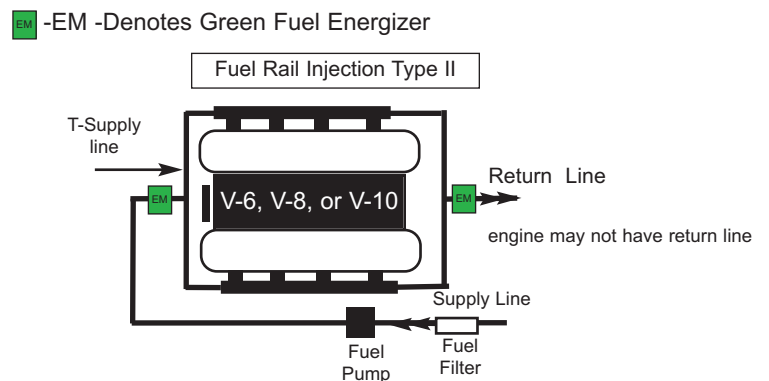 EM -EM -Denotes Green Fuel Energizer
Fuel Rail Injection Type II
T-Supply
line
EM
V-6, V-8, or V-10
EM
Return Line
engine may not have return line
Supply Line
Fuel
Pump
Fuel
Filter